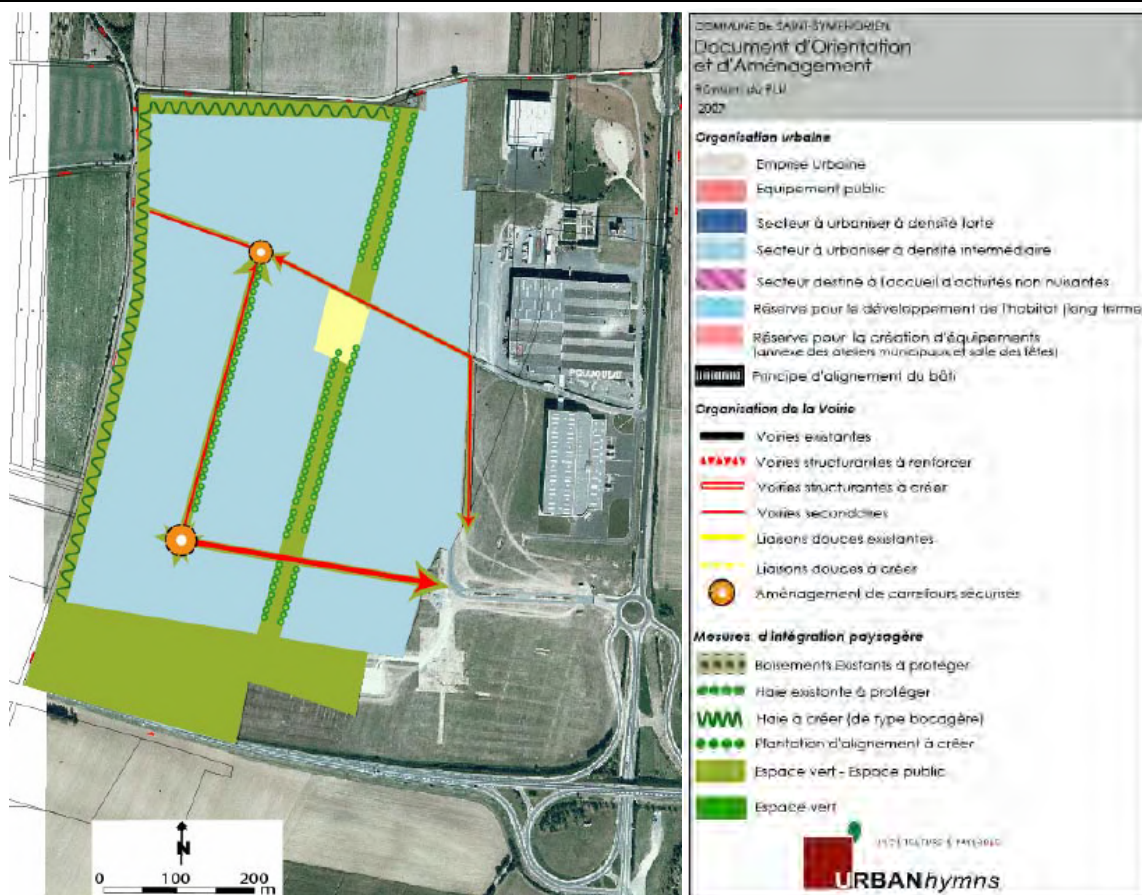 COMMUNE DE SAINT-SYMPHORIEN
Document d'Orientation
et d'Aménagement
Révision du PLU
2007
Organisation urbaine
Emprise Urbaine
Equipement public
Secteur à urbaniser à densité forte
Secteur à urbaniser à densité intermédiaire
Secteur destiné à l'accueil d'activités non nuisantes
Réserve pour le développement de l'habitat (long terme
Réserve pour la création d'équipements
(annexe des ateliers municipaux et salle des fêtes)
Principe d'alignement du bâti
Organisation de la Voirie
Voiries existantes
Voiries structurantes à renforcer
Voiries structurantes à créer
Voiries secondaires
Liaisons douces existantes
Liaisons douces à créer
Aménagement de carrefours sécurisés
Mesures d'intégration paysagère
Boisements Existants à protéger
Haie existante à protéger
Haie à créer (de type bocagère)
Plantation d'alignement à créer
Espace vert - Espace public
Espace vert
URBANhymns
N
0 100 200
m